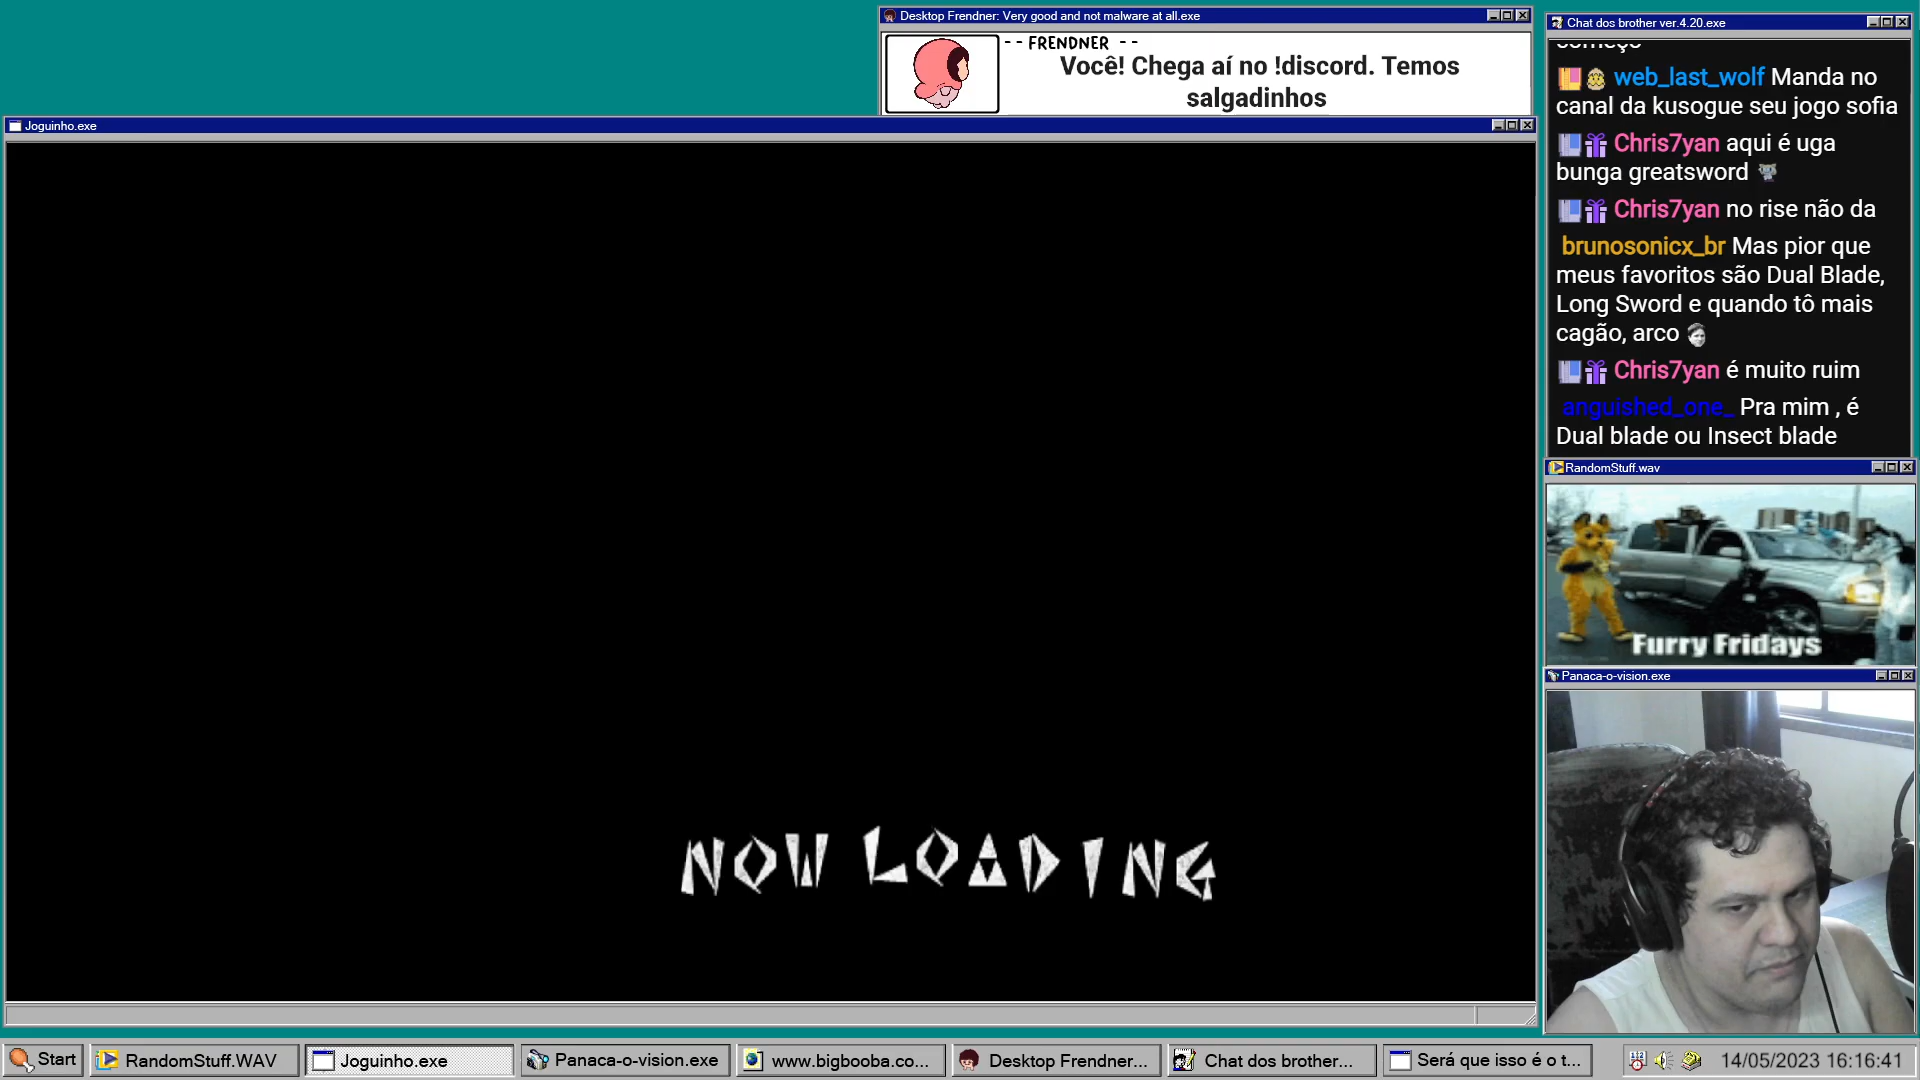 Desktop Frendner: Very good and not malware at all.exe
-- FRENDNER --
Você! Chega aí no !discord. Temos
salgadinhos
Joguinho.exe
NOW LOADING
Chat dos brother ver.4.20.exe
web_last_wolf Manda no
canal da kusogue seu jogo sofia
Chris7yan aqui é uga
bunga greatsword
Chris7yan no rise não da
brunosonicx_br Mas pior que
meus favoritos são Dual Blade,
Long Sword e quando tô mais
cagão, arco
Chris7yan é muito ruim
anguished_one_ Pra mim , é
Dual blade ou Insect blade
RandomStuff.wav
Furry Fridays
Panaca-o-vision.exe
Start
RandomStuff.WAV
Joguinho.exe
Panaca-o-vision.exe
www.bigbooba.co...
Desktop Frendner...
Chat dos brother...
Será que isso é o t...
14/05/2023 16:16:41